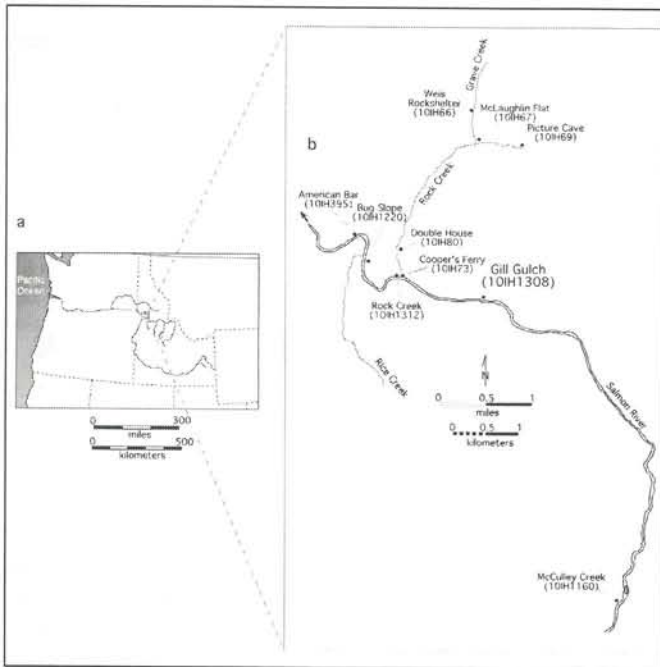 a
Pacific
Ocean
0 300
miles
0 500
kilometers
b
Grave Creek
Weis
Rockshelter
(10IH66)
McLaughlin Flat
(10IH67)
Picture Cave
(10IH69)
Rock Creek
American Bar
(10IH395)
Bug Slope
(10IH1220)
Double House
(10IH80)
Cooper's Ferry
(10IH73)
Gill Gulch
(10IH1308)
Rock Creek
(10IH1312)
Rice Creek
N
0 0.5 1
miles
0 0.5 1
kilometers
Salmon River
McCulley Creek
(10IH1160)